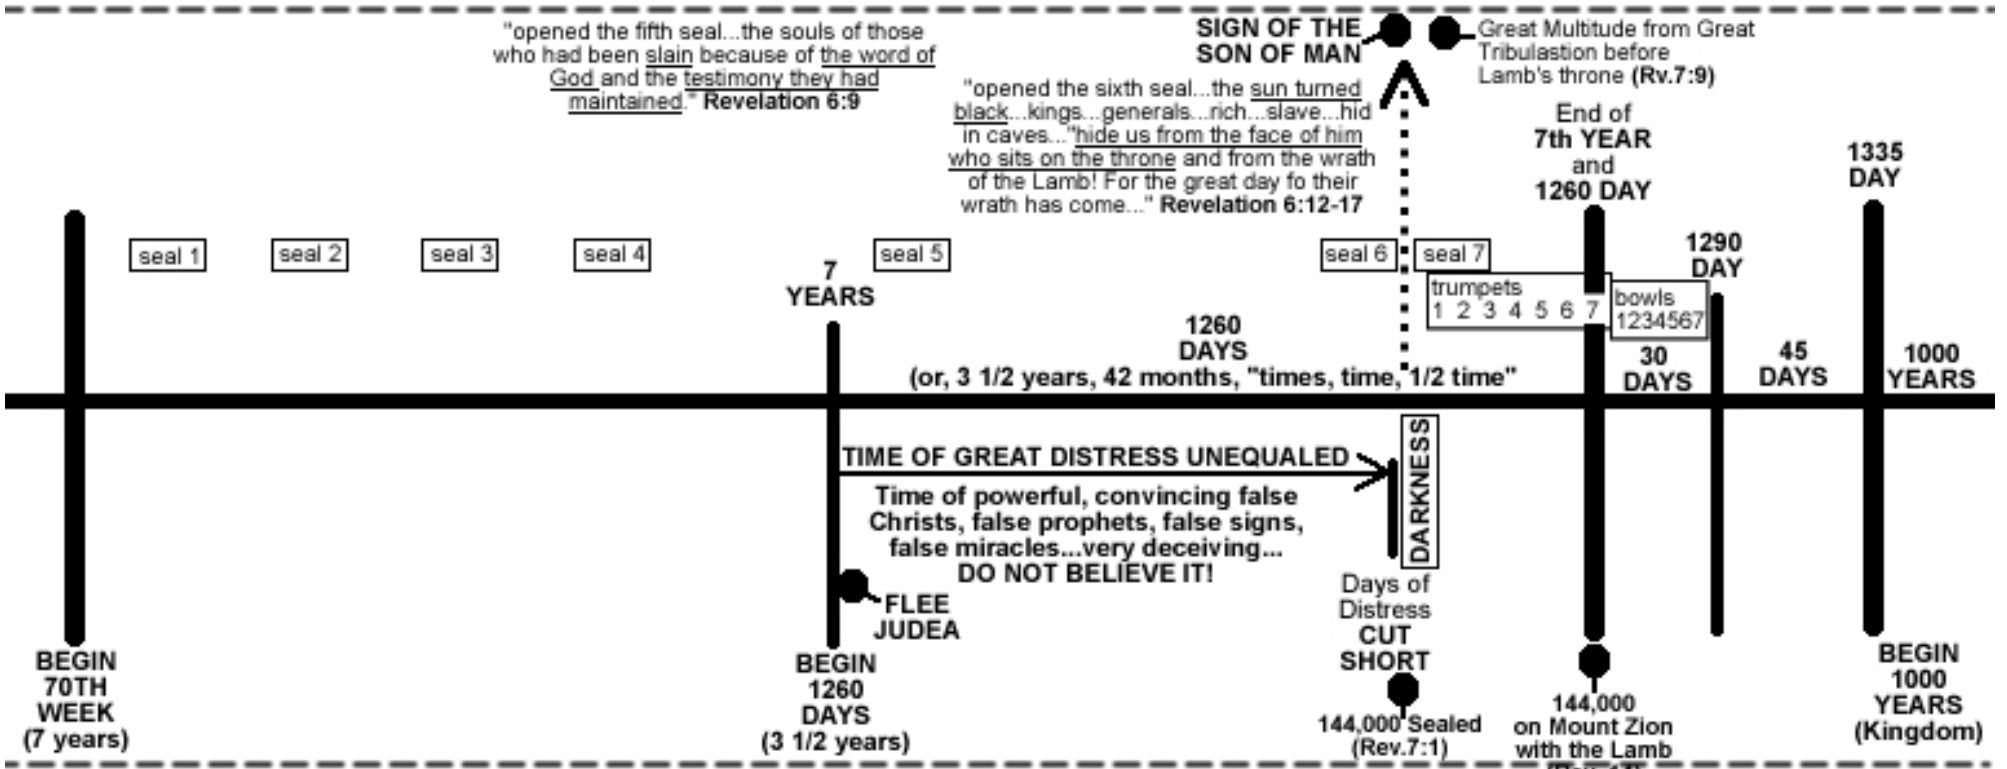 "opened the fifth seal...the souls of those
who had been slain because of the word of
God and the testimony they had
maintained." Revelation 6:9
SIGN OF THE
SON OF MAN
Great Multitude from Great
Tribulastion before
Lamb's throne (Rv.7:9)
"opened the sixth seal...the sun turned
black...kings...generals...rich...slave...hid
in caves..."hide us from the face of him
who sits on the throne and from the wrath
of the Lamb! For the great day fo their
wrath has come..." Revelation 6:12-17
End of
7th YEAR
and
1260 DAY
1335
DAY
seal 1
seal 2
seal 3
seal 4
7
YEARS
seal 5
seal 6
seal 7
1290
DAY
trumpets
1 2 3 4 5 6 7
bowls
1234567
1260
DAYS
(or, 3 1/2 years, 42 months, "times, time, 1/2 time"
30
DAYS
45
DAYS
1000
YEARS
TIME OF GREAT DISTRESS UNEQUALED
Time of powerful, convincing false
Christs, false prophets, false signs,
false miracles...very deceiving...
DO NOT BELIEVE IT!
DARKNESS
FLEE
JUDEA
Days of
Distress
CUT
SHORT
BEGIN
70TH
WEEK
(7 years)
BEGIN
1260
DAYS
(3 1/2 years)
144,000 Sealed
(Rev.7:1)
144,000
on Mount Zion
with the Lamb
BEGIN
1000
YEARS
(Kingdom)